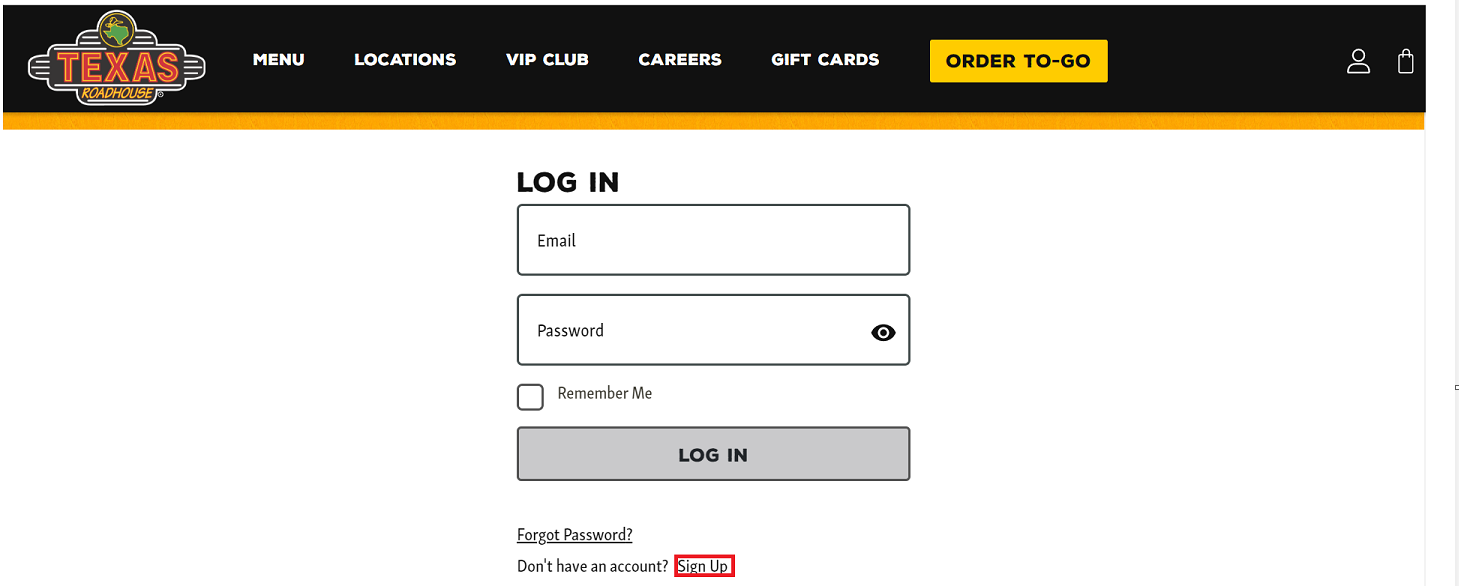 TEXAS
ROADHOUSE®
MENU LOCATIONS VIP CLUB CAREERS GIFT CARDS ORDER TO-GO
LOG IN
Email
Password
Remember Me
LOG IN
Forgot Password?
Don't have an account? Sign Up